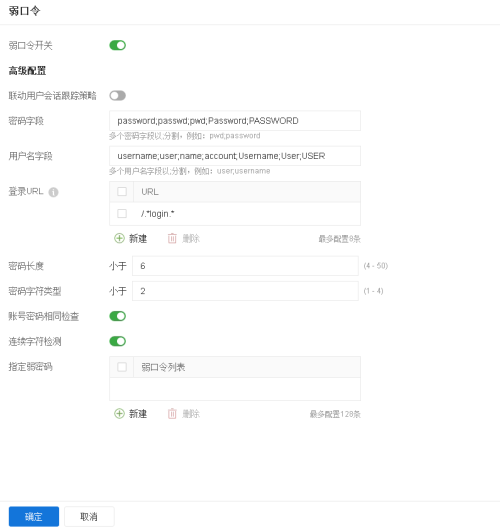 弱口令
弱口令开关
高级配置
联动用户会话跟踪策略
密码字段 password;passwd;pwd;Password;PASSWORD
多个密码字段以;分割，例如：pwd;password
用户名字段 username;user;name;account;Username;User;USER
多个用户名字段以;分割，例如：user;username
登录URL URL
/.*login.*
新建 删除 最多配置8条
密码长度 小于 6 (4 - 50)
密码字符类型 小于 2 (1 - 4)
账号密码相同检查
连续字符检测
指定弱密码 弱口令列表
新建 删除 最多配置128条
确定 取消